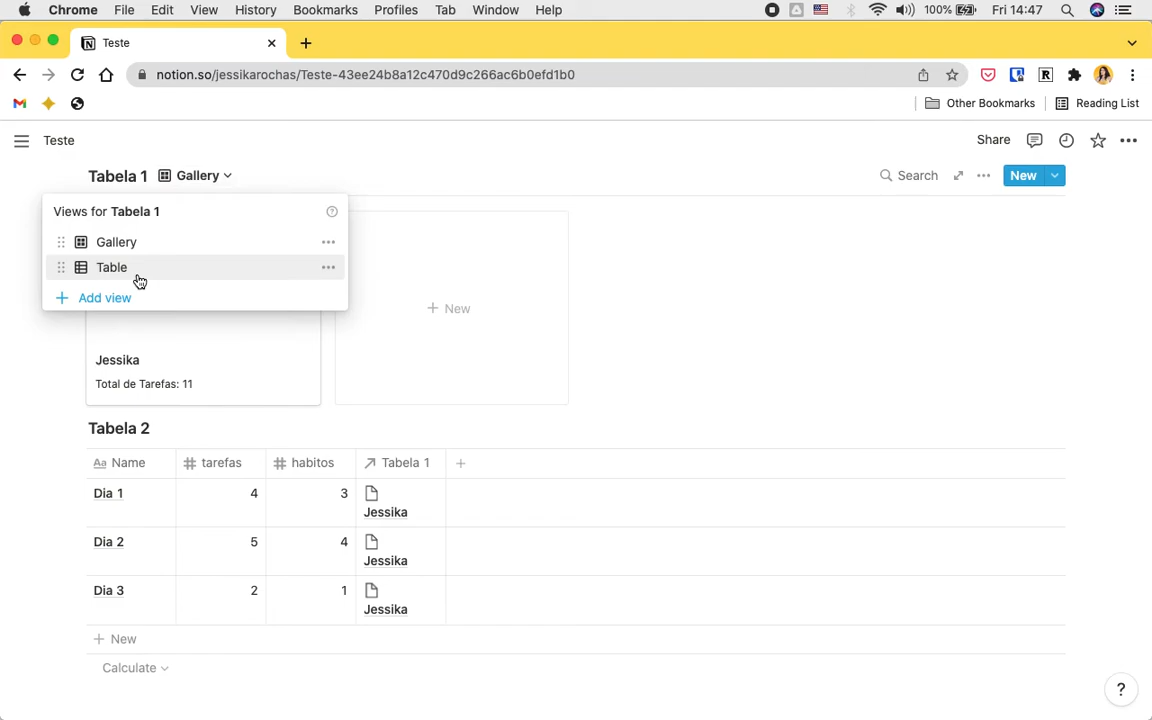 Chrome File Edit View History Bookmarks Profiles Tab Window Help 100% Fri 14:47
Teste
notion.so/jessikarochas/Teste-43ee24b8a12c470d9c266ac6b0efd1b0
Other Bookmarks Reading List
Teste Share
Tabela 1 Gallery Search New
Views for Tabela 1
Gallery
Table
Add view
+ New
Jessika
Total de Tarefas: 11
Tabela 2
Aa Name # tarefas # habitos ↗ Tabela 1 +
Dia 1 4 3 Jessika
Dia 2 5 4 Jessika
Dia 3 2 1 Jessika
+ New
Calculate
?